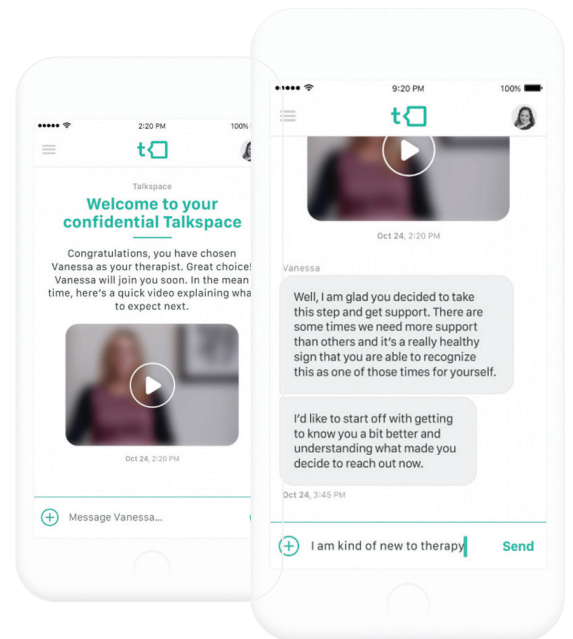 2:20 PM
100%
t
Talkspace
Welcome to your
confidential Talkspace
Congratulations, you have chosen
Vanessa as your therapist. Great choice!
Vanessa will join you soon. In the mean
time, here's a quick video explaining wha
to expect next.
Oct 24, 2:20 PM
Message Vanessa...
9:20 PM
100%
t
Oct 24, 2:20 PM
Vanessa
Well, I am glad you decided to take
this step and get support. There are
some times we need more support
than others and it's a really healthy
sign that you are able to recognize
this as one of those times for yourself.
I'd like to start off with getting
to know you a bit better and
understanding what made you
decide to reach out now.
Oct 24, 3:45 PM
I am kind of new to therapy
Send